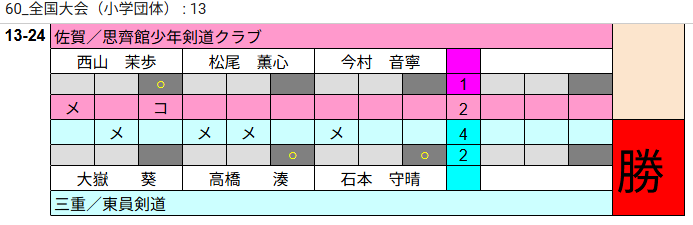 60_全国大会（小学団体）: 13
13-24 佐賀／思齊館少年剣道クラブ
西山　茉歩 松尾　薫心 今村　音寧
○ 1
メ コ 2
メ メ メ メ 4
○ ○ 2
大嶽　葵 高橋　湊 石本　守晴
三重／東員剣道
勝